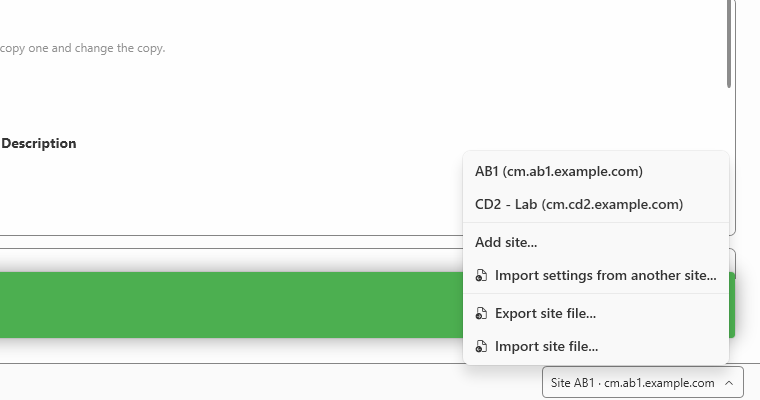 copy one and change the copy.
Description
AB1 (cm.ab1.example.com)
CD2 - Lab (cm.cd2.example.com)
Add site...
Import settings from another site...
Export site file...
Import site file...
Site AB1 · cm.ab1.example.com